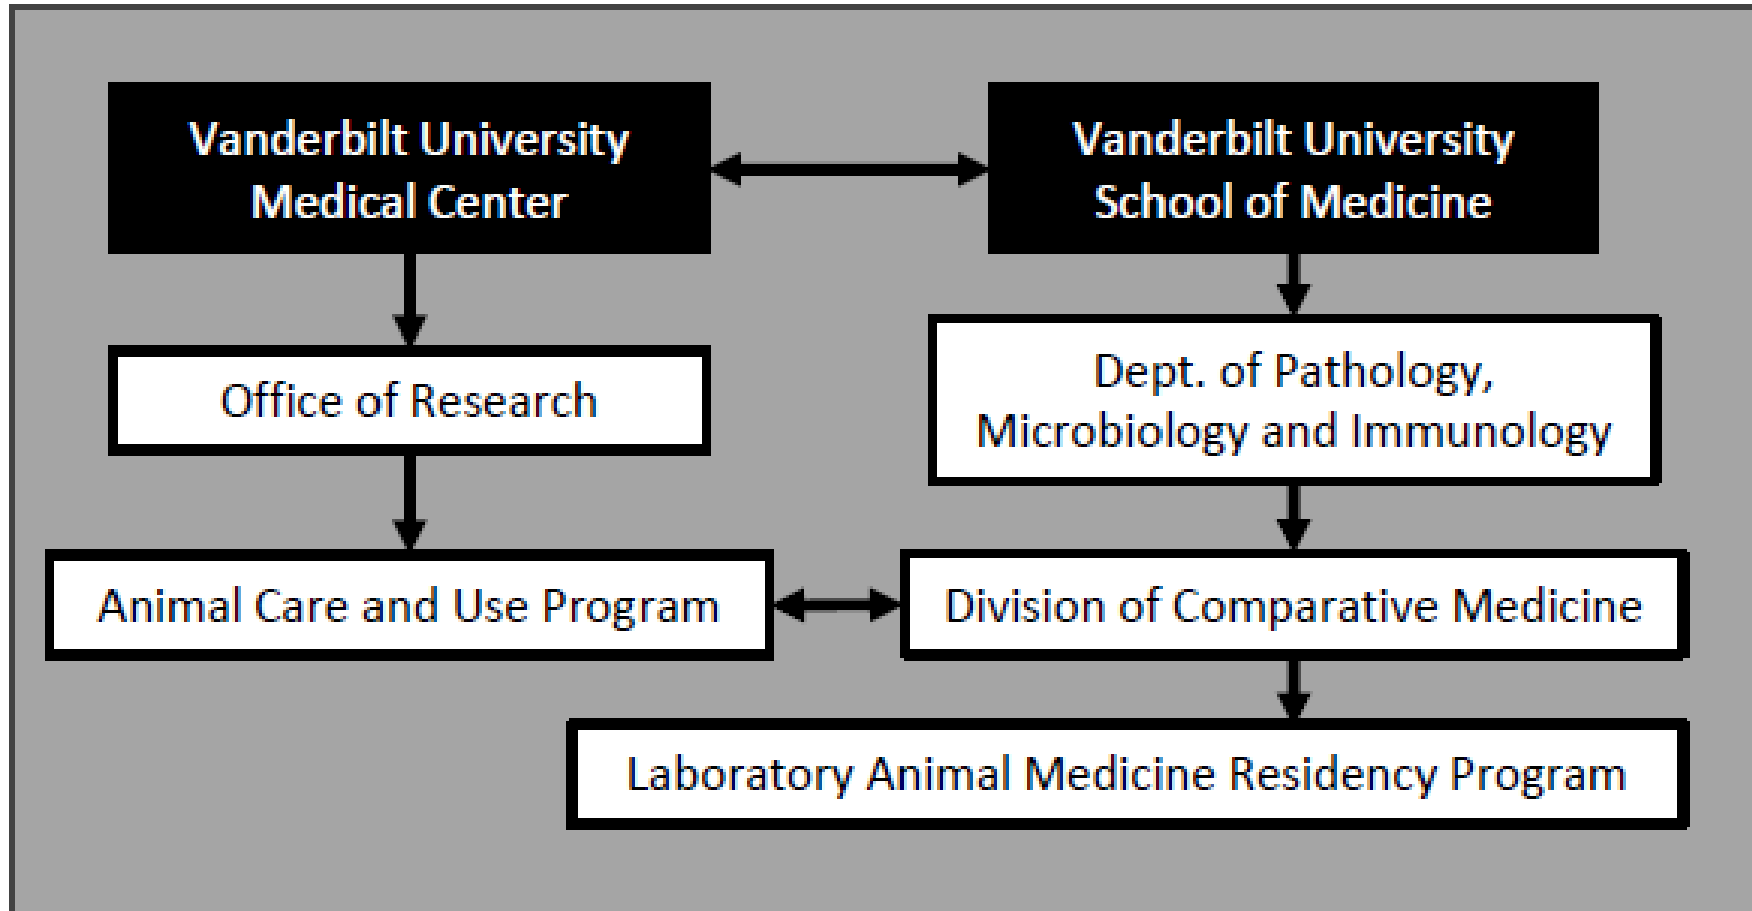 Vanderbilt University
Medical Center
Vanderbilt University
School of Medicine
Office of Research
Dept. of Pathology,
Microbiology and Immunology
Animal Care and Use Program
Division of Comparative Medicine
Laboratory Animal Medicine Residency Program